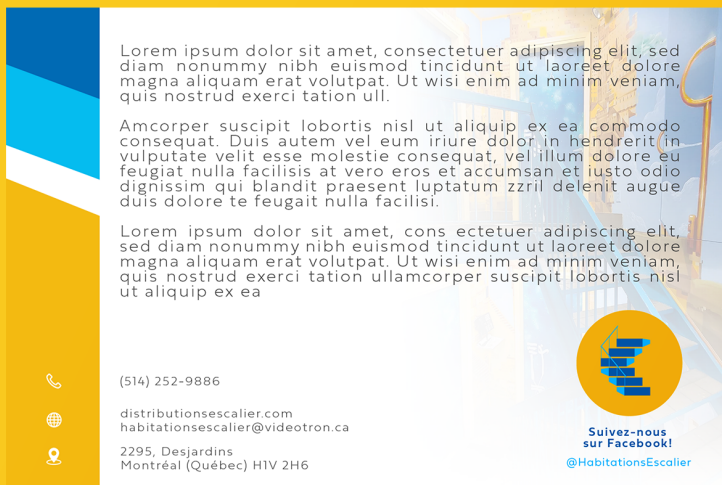 Lorem ipsum dolor sit amet, consectetuer adipiscing elit, sed
diam nonummy nibh euismod tincidunt ut laoreet dolore
magna aliquam erat volutpat. Ut wisi enim ad minim veniam,
quis nostrud exerci tation ull.
Amcorper suscipit lobortis nisl ut aliquip ex ea commodo
consequat. Duis autem vel eum iriure dolor in hendrerit in
vulputate velit esse molestie consequat, vel illum dolore eu
feugiat nulla facilisis at vero eros et accumsan et iusto odio
dignissim qui blandit praesent luptatum zzril delenit augue
duis dolore te feugait nulla facilisi.
Lorem ipsum dolor sit amet, cons ectetuer adipiscing elit,
sed diam nonummy nibh euismod tincidunt ut laoreet dolore
magna aliquam erat volutpat. Ut wisi enim ad minim veniam,
quis nostrud exerci tation ullamcorper suscipit lobortis nisl
ut aliquip ex ea
(514) 252-9886
distributionsescalier.com
habitationsescalier@videotron.ca
2295, Desjardins
Montréal (Québec) H1V 2H6
Suivez-nous
sur Facebook!
@HabitationsEscalier